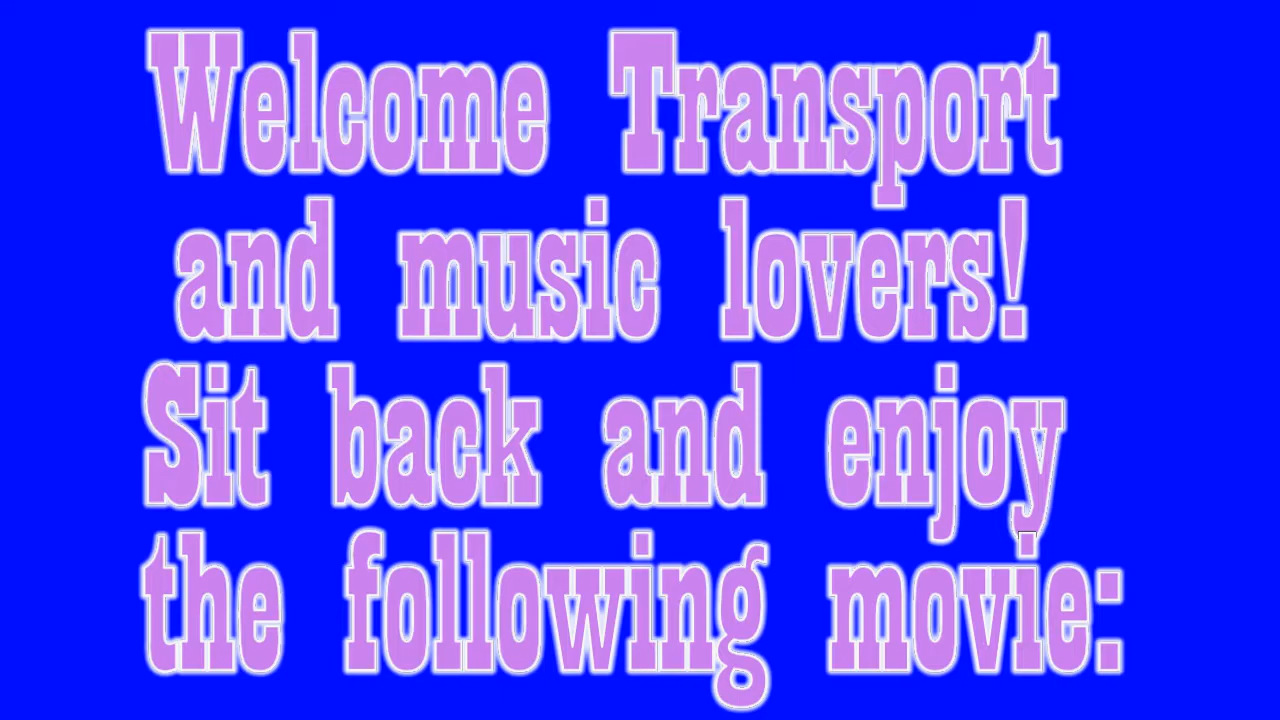 Welcome Transport
and music lovers!
Sit back and enjoy
the following movie: